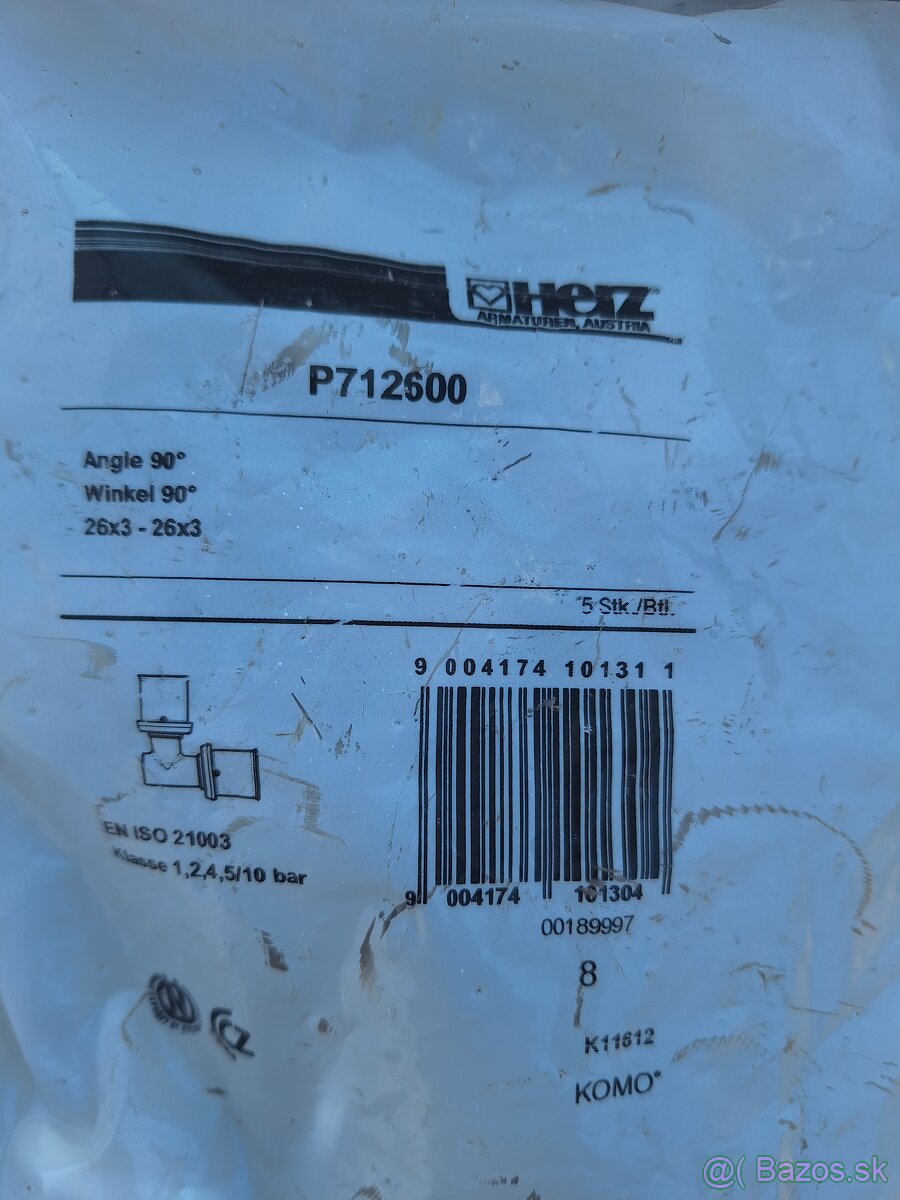 Herz
ARMATUREN, AUSTRIA
P712600
Angle 90°
Winkel 90°
26x3 - 26x3
5 Stk./Btl.
9 004174 10131 1
EN ISO 21003
Klasse 1,2,4,5/10 bar
9 004174 101304
00189997
8
K11612
KOMO®
@( Bazos.sk